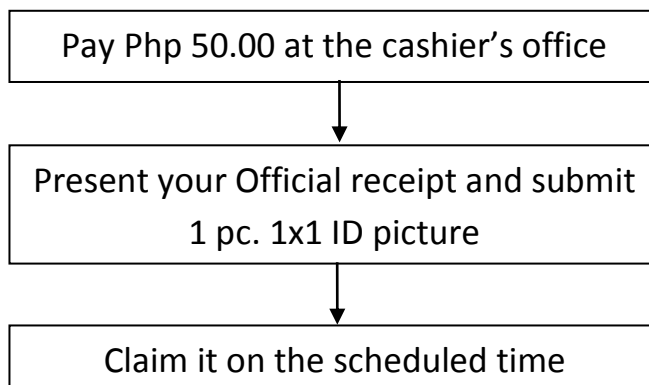 Pay Php 50.00 at the cashier’s office
Present your Official receipt and submit
1 pc. 1x1 ID picture
Claim it on the scheduled time